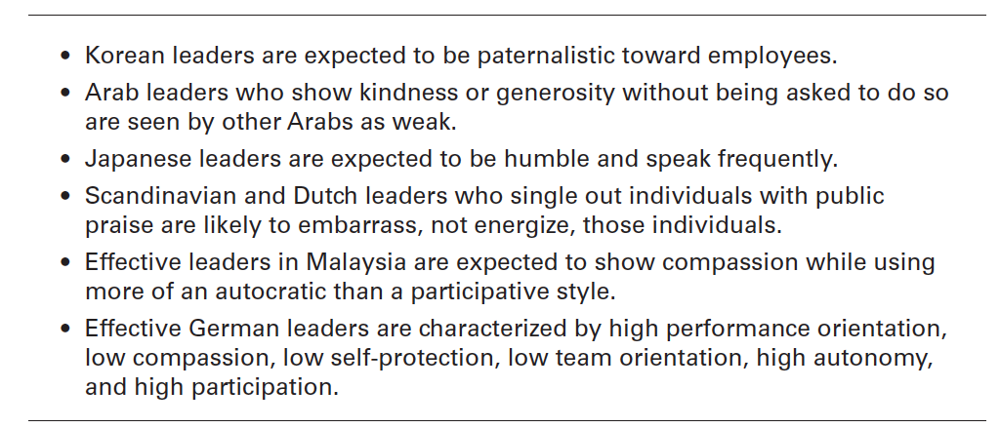 • Korean leaders are expected to be paternalistic toward employees.
• Arab leaders who show kindness or generosity without being asked to do so
are seen by other Arabs as weak.
• Japanese leaders are expected to be humble and speak frequently.
• Scandinavian and Dutch leaders who single out individuals with public
praise are likely to embarrass, not energize, those individuals.
• Effective leaders in Malaysia are expected to show compassion while using
more of an autocratic than a participative style.
• Effective German leaders are characterized by high performance orientation,
low compassion, low self-protection, low team orientation, high autonomy,
and high participation.